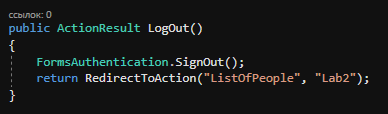 ссылок: 0
public ActionResult LogOut()
{
    FormsAuthentication.SignOut();
    return RedirectToAction("ListOfPeople", "Lab2");
}